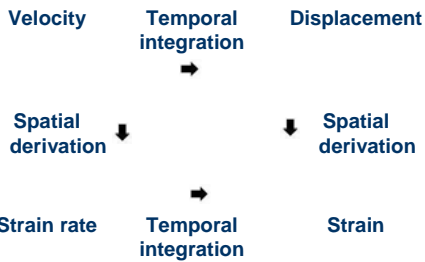 Velocity Temporal Displacement
integration
Spatial Spatial
derivation derivation
Strain rate Temporal Strain
integration